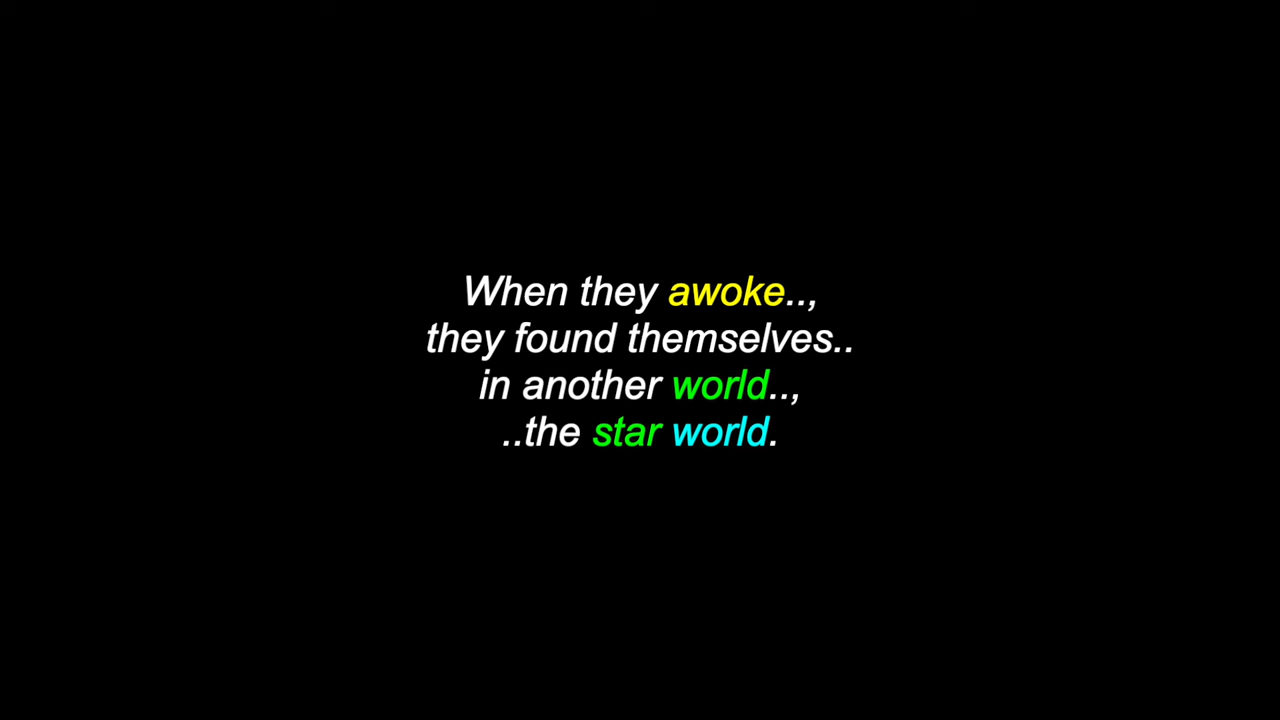 When they awoke..,
they found themselves..
in another world..,
..the star world.